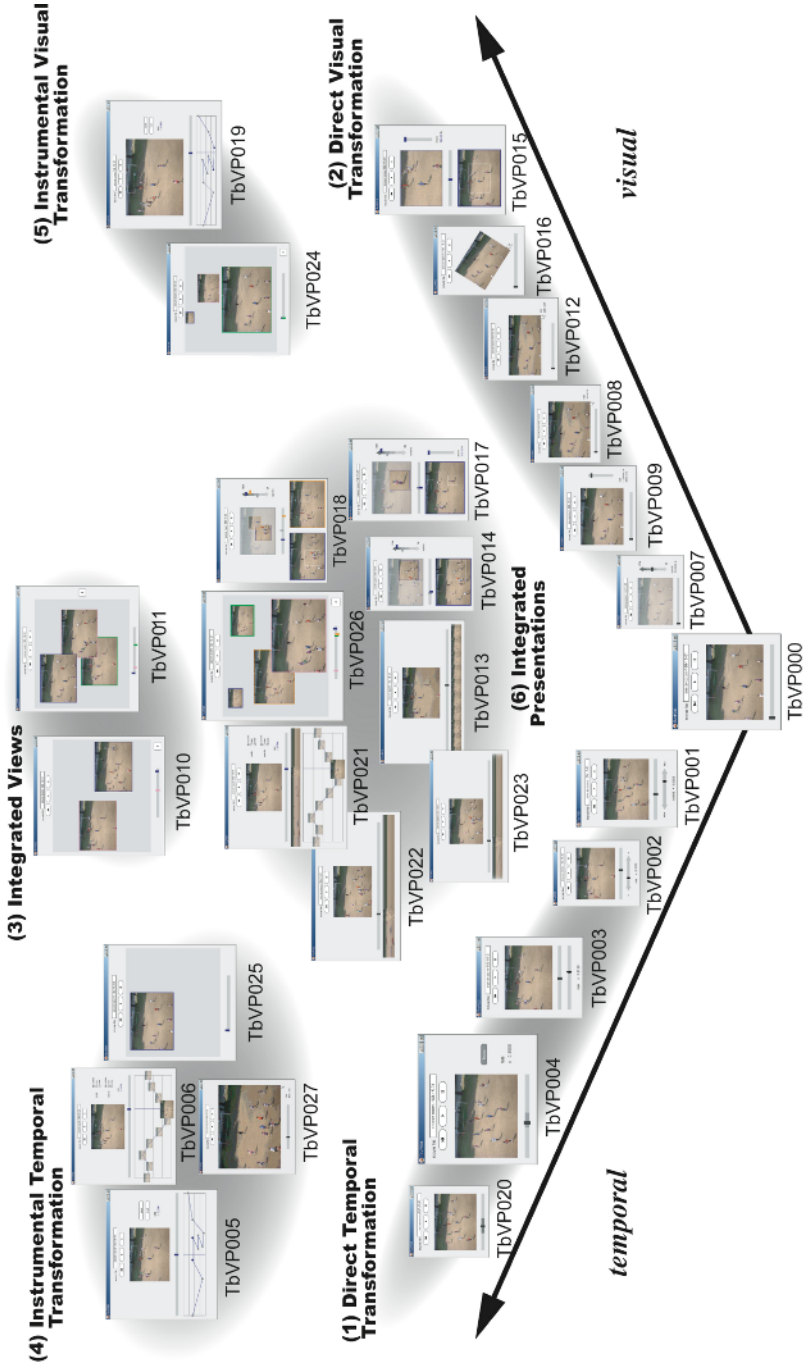 (5) Instrumental Visual
Transformation
TbVP019
TbVP024
(2) Direct Visual
Transformation
TbVP015
TbVP016
TbVP012
TbVP008
TbVP009
TbVP007
visual
(3) Integrated Views
TbVP011
TbVP010
TbVP018
TbVP017
TbVP014
TbVP026
TbVP013
TbVP021
TbVP023
TbVP022
(6) Integrated
Presentations
TbVP000
(4) Instrumental Temporal
Transformation
TbVP025
TbVP006
TbVP027
TbVP005
(1) Direct Temporal
Transformation
TbVP001
TbVP002
TbVP003
TbVP004
TbVP020
temporal